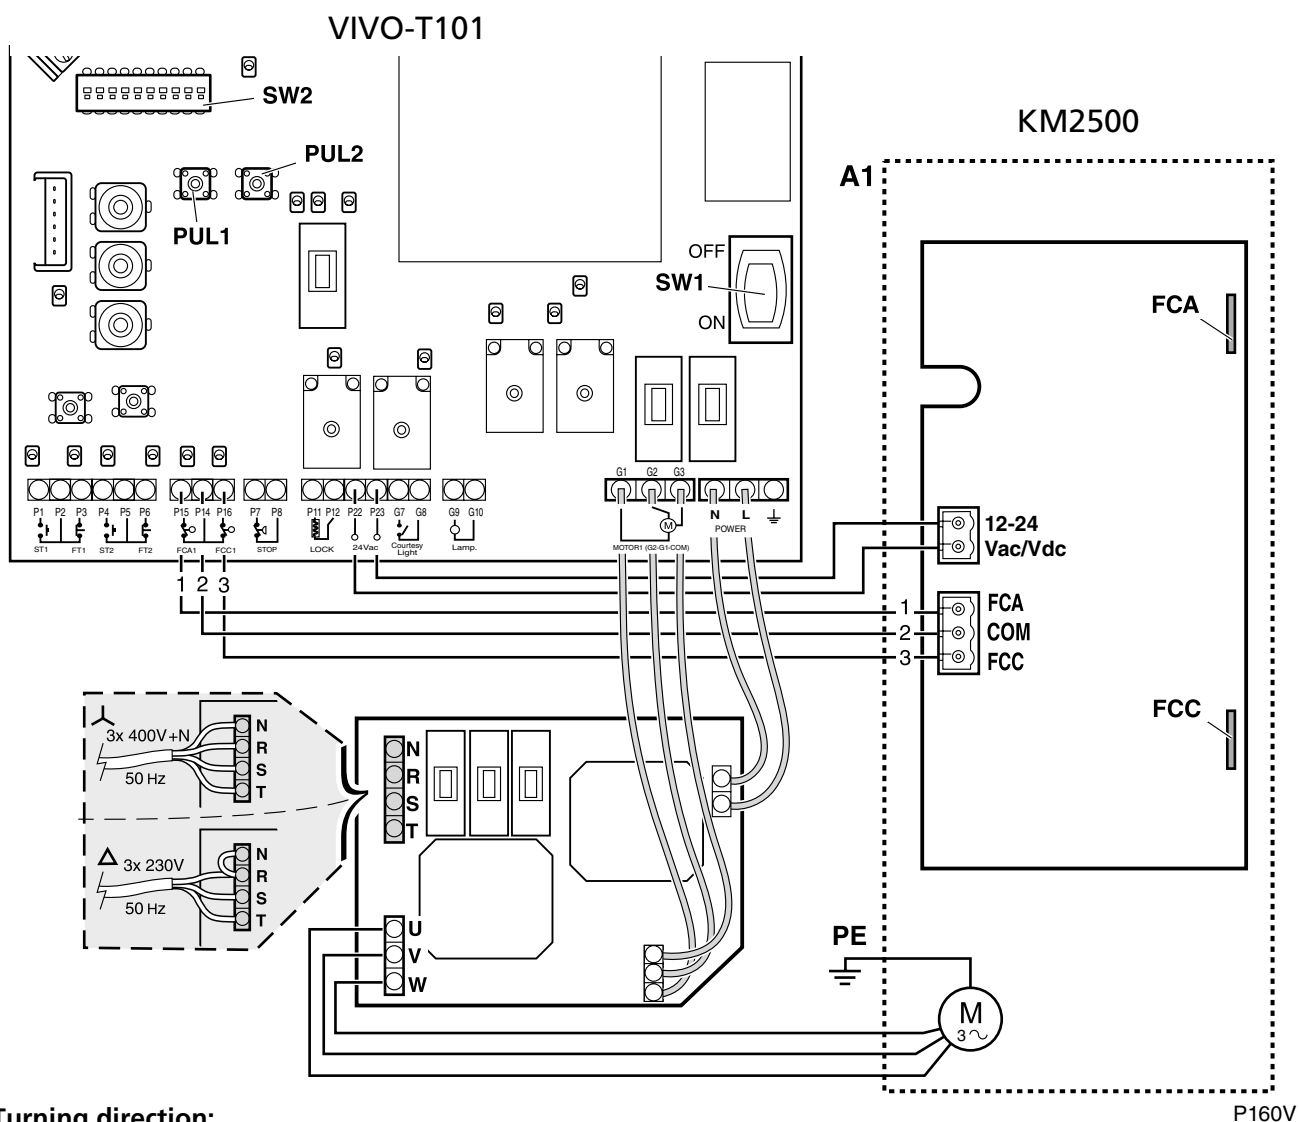 VIVO-T101
KM2500
SW2
PUL2
PUL1
A1
OFF
SW1
ON
FCA
G1 G2 G3
P1 P2 P3 P4 P5 P6 P15 P14 P16 P7 P8 P11 P12 P22 P23 G7 G8 G9 G10
M
N L
POWER
ST1 FT1 ST2 FT2 FCA1 FCC1 STOP LOCK 24Vac Courtesy Light Lamp. MOTOR1 (G2-G1-COM)
12-24
Vac/Vdc
1 2 3
1 FCA
2 COM
3 FCC
FCC
3x 400V+N
50 Hz
N
R
S
T
3x 230V
50 Hz
N
R
S
T
N
R
S
T
U
V
W
PE
M
3
Turning direction:
P160V